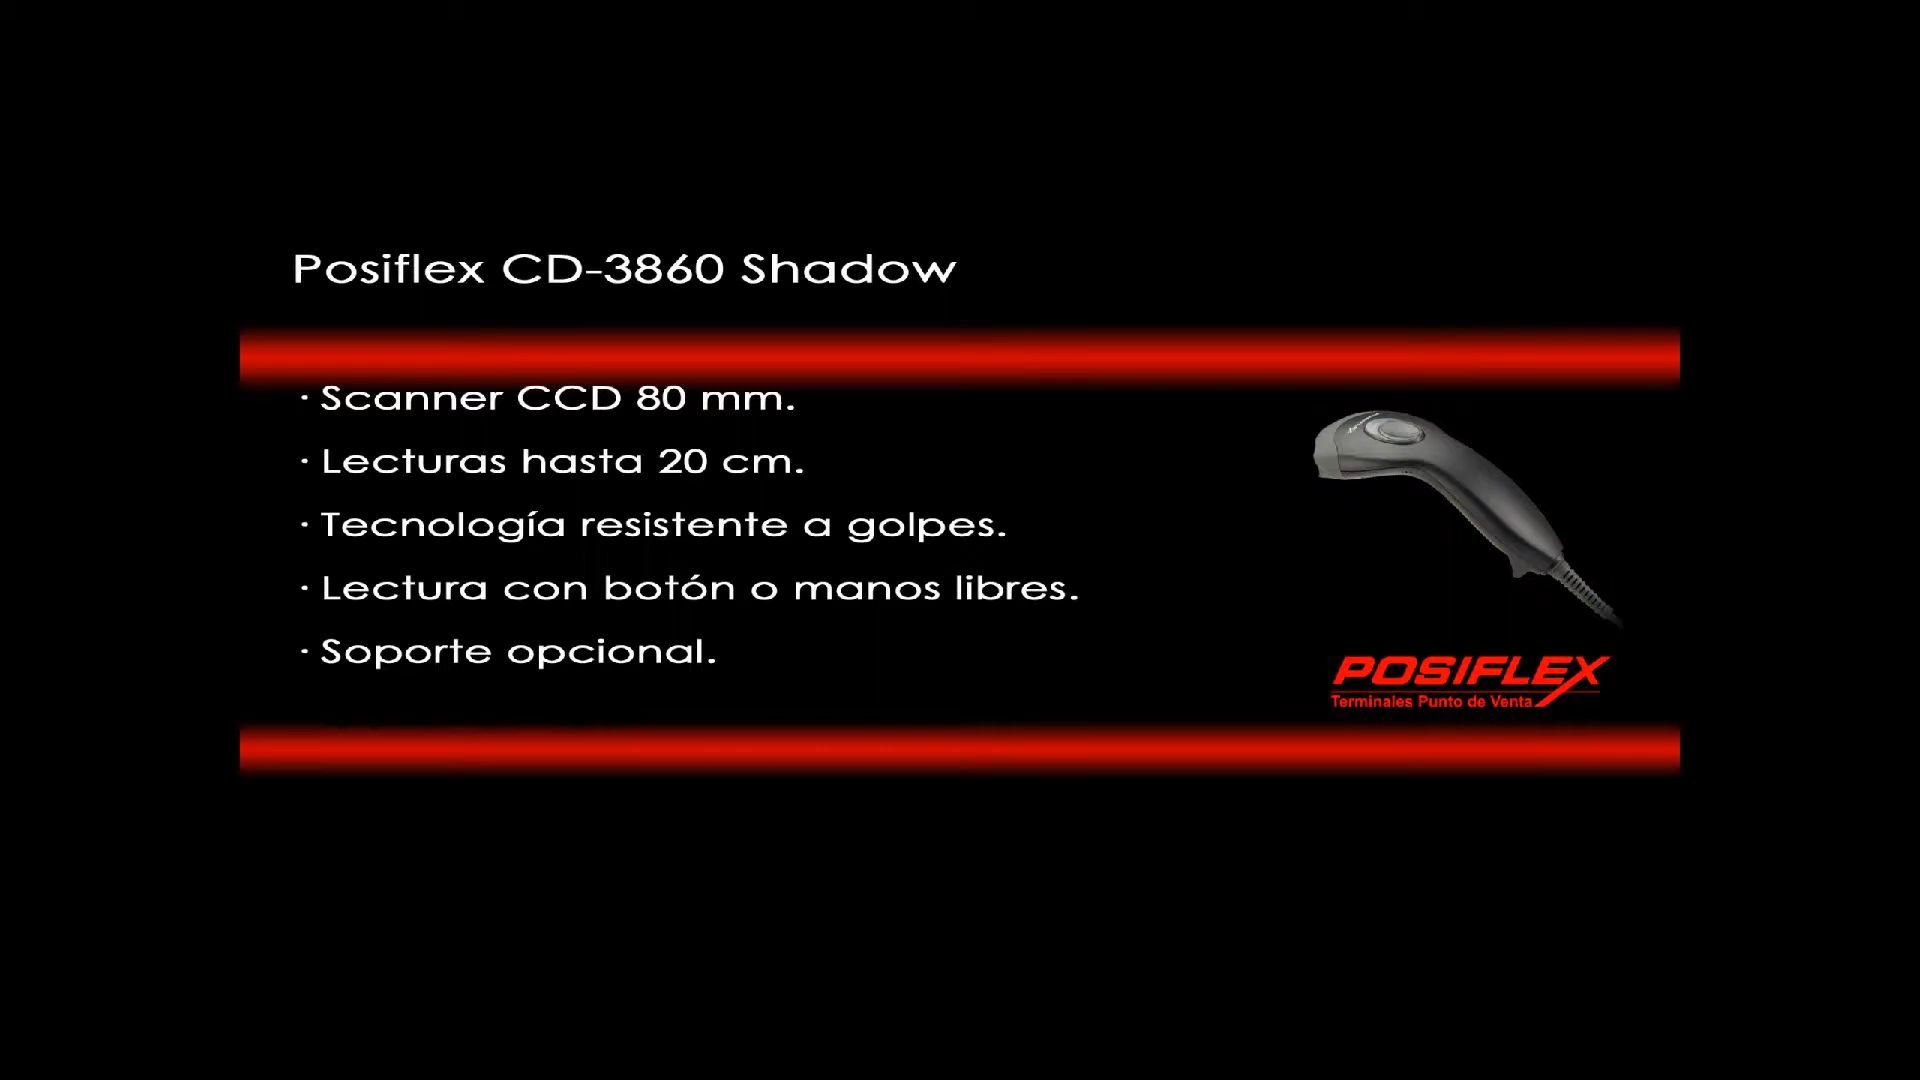 Posiflex CD-3860 Shadow
· Scanner CCD 80 mm.
· Lecturas hasta 20 cm.
· Tecnología resistente a golpes.
· Lectura con botón o manos libres.
· Soporte opcional.
POSIFLEX
Terminales Punto de Venta